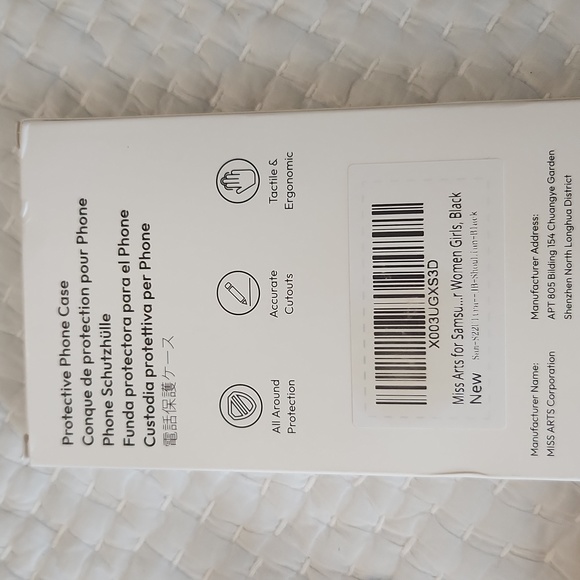 Protective Phone Case
Conque de protection pour Phone
Phone Schutzhülle
Funda protectora para el Phone
Custodia protettiva per Phone
電話保護ケース
All Around
Protection
Accurate
Cutouts
Tactile &
Ergonomic
X003UGXS3D
Miss Arts for Samsu...r Women Girls, Black
New
Manufacturer Name:
MISS ARTS Corporation
Manufacturer Address:
APT 805 Bilding 154 Chuangye Garden
Shenzhen North Longhua District